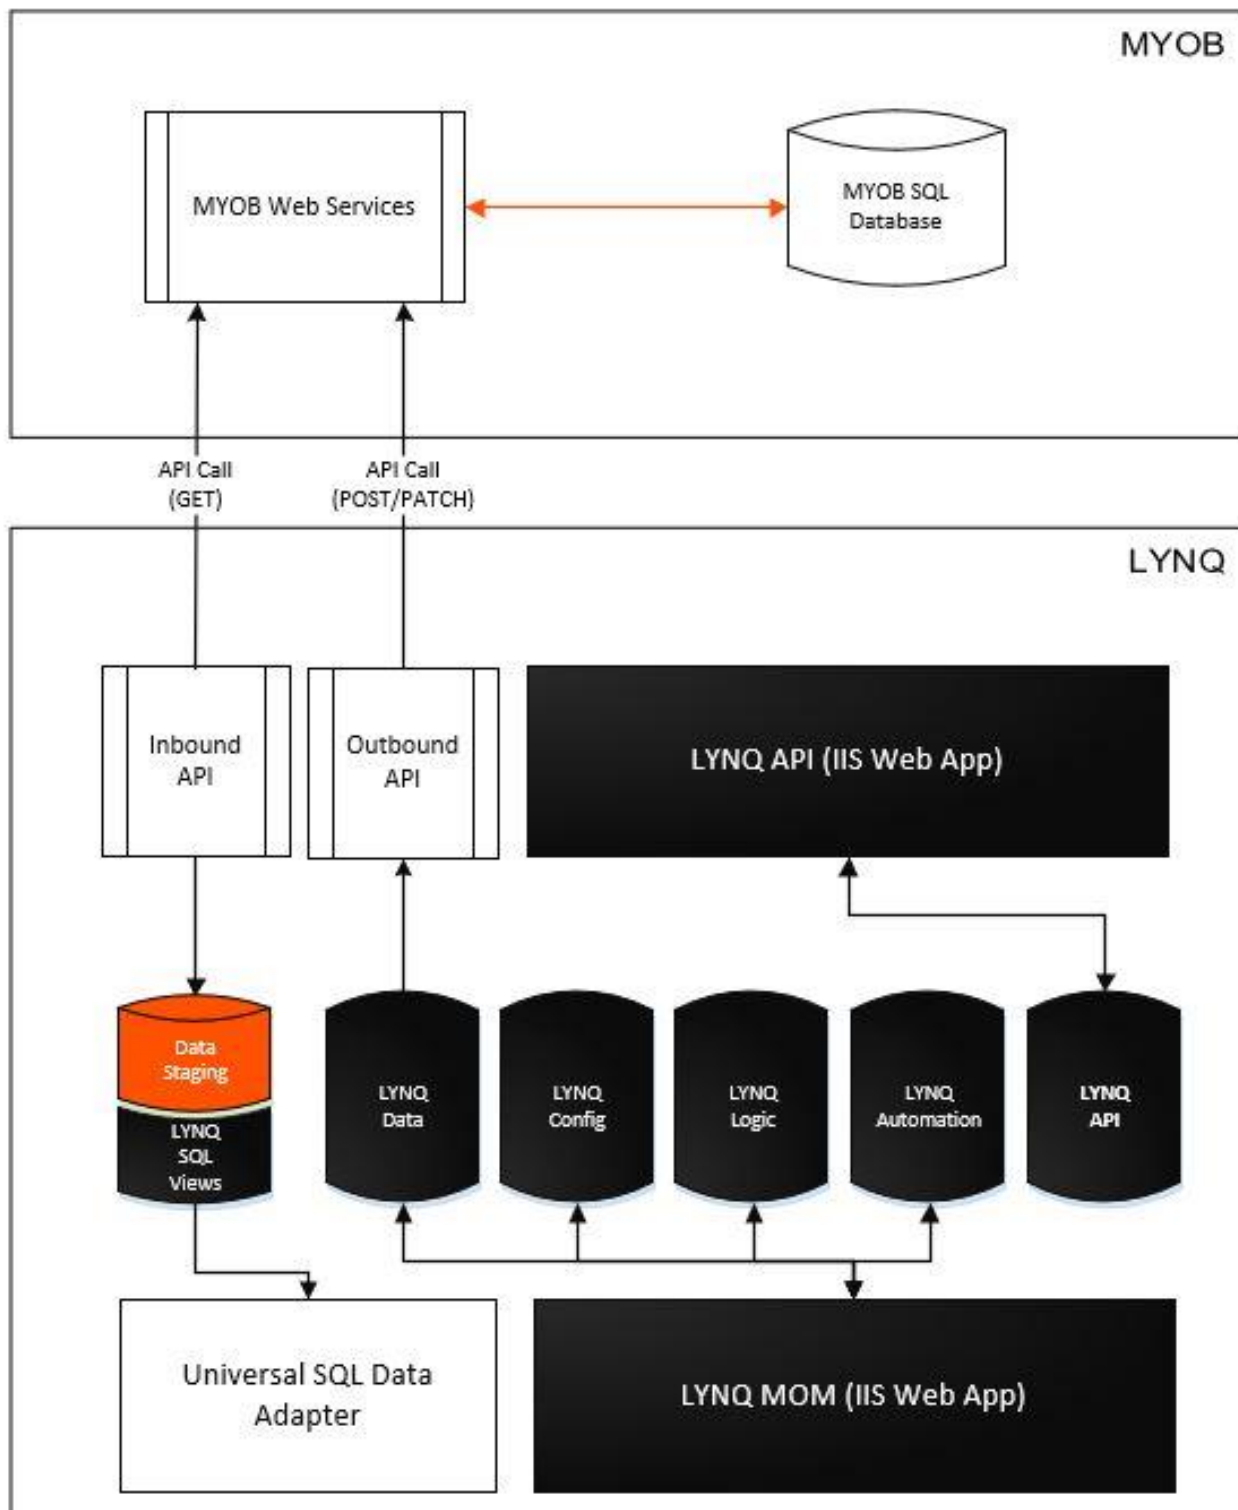 MYOB
MYOB Web Services
MYOB SQL
Database
API Call
(GET)
API Call
(POST/PATCH)
LYNQ
Inbound
API
Outbound
API
LYNQ API (IIS Web App)
Data
Staging
LYNQ
SQL
Views
LYNQ
Data
LYNQ
Config
LYNQ
Logic
LYNQ
Automation
LYNQ
API
Universal SQL Data
Adapter
LYNQ MOM (IIS Web App)